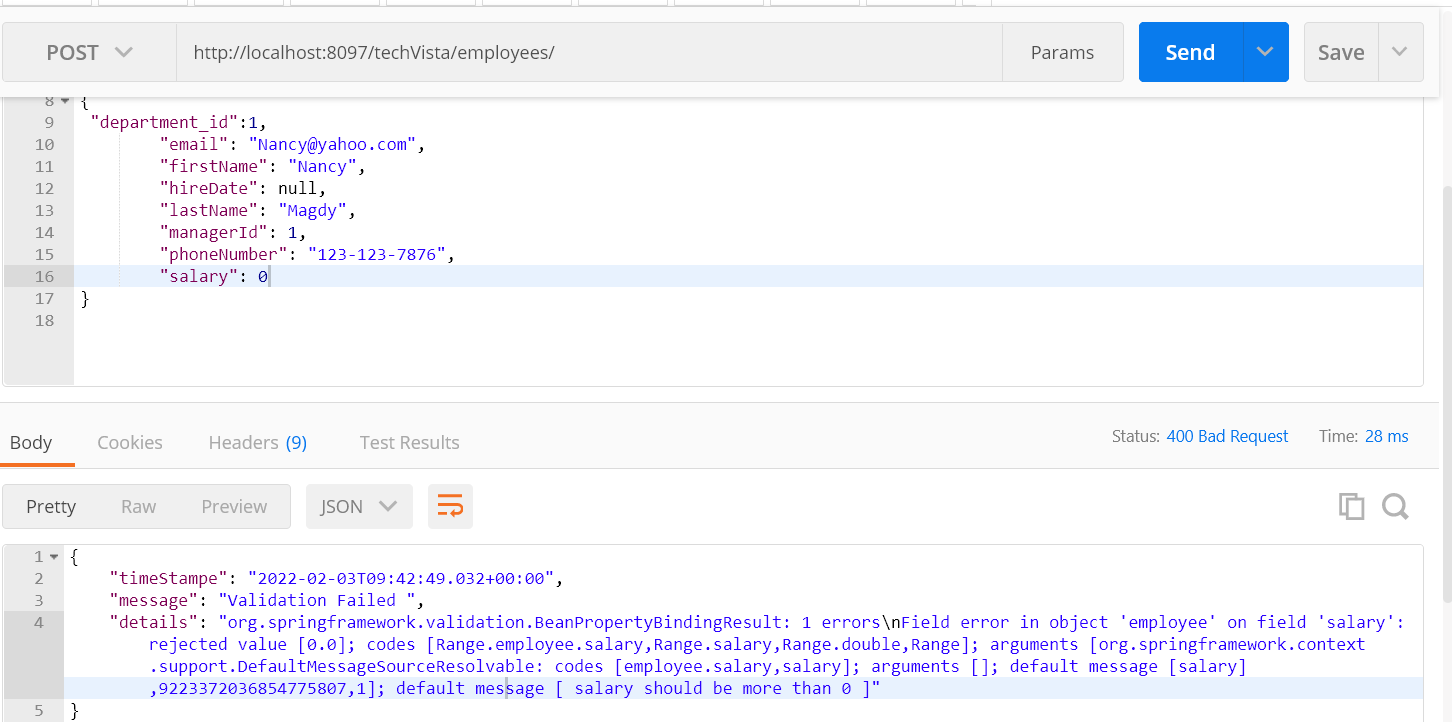 POST http://localhost:8097/techVista/employees/ Params Send Save
8 {
9 "department_id":1,
10 "email": "Nancy@yahoo.com",
11 "firstName": "Nancy",
12 "hireDate": null,
13 "lastName": "Magdy",
14 "managerId": 1,
15 "phoneNumber": "123-123-7876",
16 "salary": 0
17 }
18
Body Cookies Headers (9) Test Results Status: 400 Bad Request Time: 28 ms
Pretty Raw Preview JSON
1 {
2 "timeStampe": "2022-02-03T09:42:49.032+00:00",
3 "message": "Validation Failed ",
4 "details": "org.springframework.validation.BeanPropertyBindingResult: 1 errors\nField error in object 'employee' on field 'salary':
rejected value [0.0]; codes [Range.employee.salary,Range.salary,Range.double,Range]; arguments [org.springframework.context
.support.DefaultMessageSourceResolvable: codes [employee.salary,salary]; arguments []; default message [salary]
,9223372036854775807,1]; default message [ salary should be more than 0 ]"
5 }